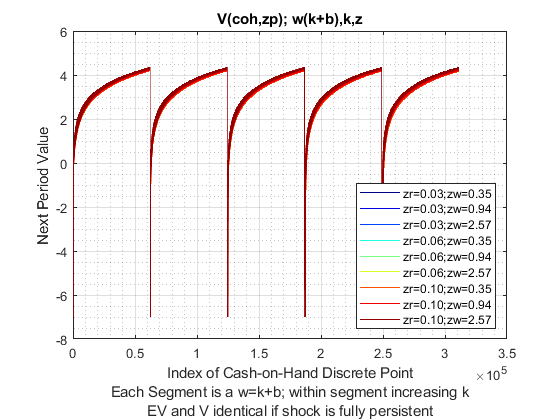 V(coh,zp); w(k+b),k,z
6
4
2
0
-2
-4
-6
-8
Next Period Value
zr=0.03;zw=0.35
zr=0.03;zw=0.94
zr=0.03;zw=2.57
zr=0.06;zw=0.35
zr=0.06;zw=0.94
zr=0.06;zw=2.57
zr=0.10;zw=0.35
zr=0.10;zw=0.94
zr=0.10;zw=2.57
0 0.5 1 1.5 2 2.5 3 3.5
×10⁵
Index of Cash-on-Hand Discrete Point
Each Segment is a w=k+b; within segment increasing k
EV and V identical if shock is fully persistent